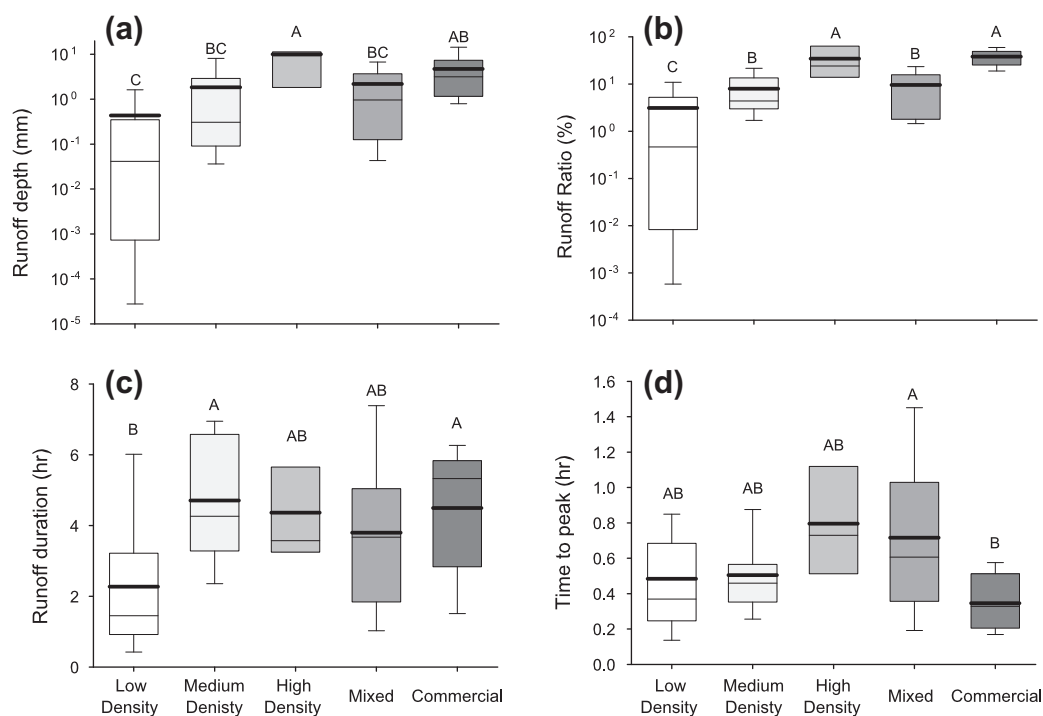 (a)
Runoff depth (mm)
10^1
10^0
10^-1
10^-2
10^-3
10^-4
10^-5
C
BC
A
BC
AB
(b)
Runoff Ratio (%)
10^2
10^1
10^0
10^-1
10^-2
10^-3
10^-4
C
B
A
B
A
(c)
Runoff duration (hr)
8
6
4
2
0
B
A
AB
AB
A
Low
Density
Medium
Denisty
High
Density
Mixed
Commercial
(d)
Time to peak (hr)
1.6
1.4
1.2
1.0
0.8
0.6
0.4
0.2
0.0
AB
AB
AB
A
B
Low
Density
Medium
Density
High
Density
Mixed
Commercial